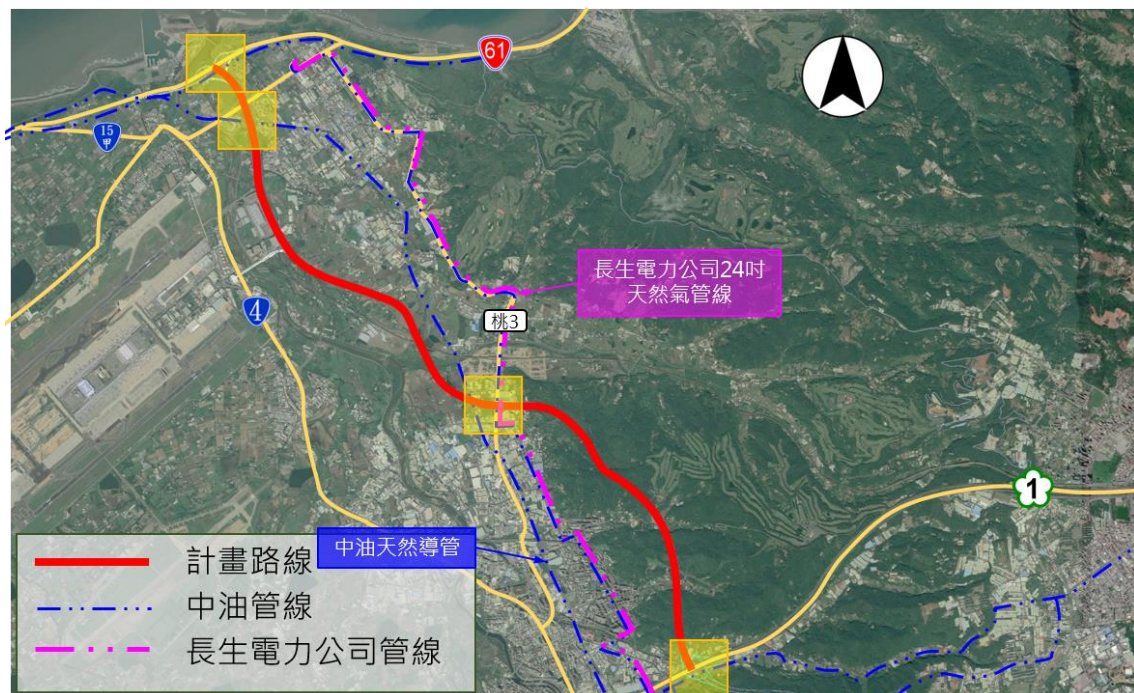 61
15
甲
長生電力公司24吋
天然氣管線
4
桃3
1
中油天然導管
計畫路線
中油管線
長生電力公司管線